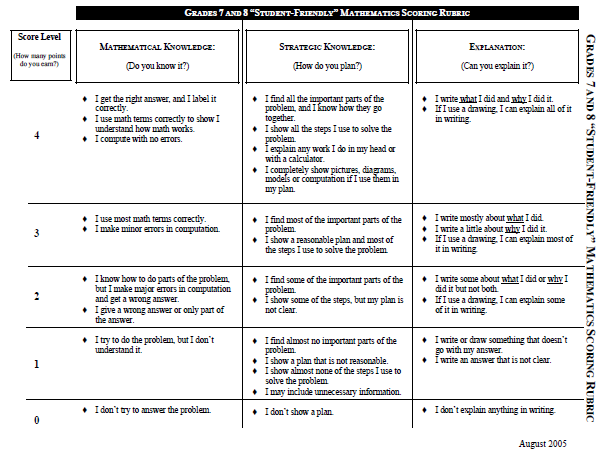 GRADES 7 AND 8 “STUDENT-FRIENDLY” MATHEMATICS SCORING RUBRIC
Score Level
(How many points
do you earn?)
MATHEMATICAL KNOWLEDGE:
(Do you know it?)
STRATEGIC KNOWLEDGE:
(How do you plan?)
EXPLANATION:
(Can you explain it?)
4
♦ I get the right answer, and I label it
correctly.
♦ I use math terms correctly to show I
understand how math works.
♦ I compute with no errors.
♦ I find all the important parts of the
problem, and I know how they go
together.
♦ I show all the steps I use to solve the
problem.
♦ I explain any work I do in my head or
with a calculator.
♦ I completely show pictures, diagrams,
models or computation if I use them in
my plan.
♦ I write what I did and why I did it.
♦ If I use a drawing, I can explain all of it
in writing.
3
♦ I use most math terms correctly.
♦ I make minor errors in computation.
♦ I find most of the important parts of the
problem.
♦ I show a reasonable plan and most of
the steps I use to solve the problem.
♦ I write mostly about what I did.
♦ I write a little about why I did it.
♦ If I use a drawing, I can explain most of
it in writing.
2
♦ I know how to do parts of the problem,
but I make major errors in computation
and get a wrong answer.
♦ I give a wrong answer or only part of
the answer.
♦ I find some of the important parts of the
problem.
♦ I show some of the steps, but my plan is
not clear.
♦ I write some about what I did or why I
did it but not both.
♦ If I use a drawing, I can explain some
of it in writing.
1
♦ I try to do the problem, but I don’t
understand it.
♦ I find almost no important parts of the
problem.
♦ I show a plan that is not reasonable.
♦ I show almost none of the steps I use to
solve the problem.
♦ I may include unnecessary information.
♦ I write or draw something that doesn’t
go with my answer.
♦ I write an answer that is not clear.
0
♦ I don’t try to answer the problem.
♦ I don’t show a plan.
♦ I don’t explain anything in writing.
GRADES 7 AND 8 “STUDENT-FRIENDLY” MATHEMATICS SCORING RUBRIC
August 2005